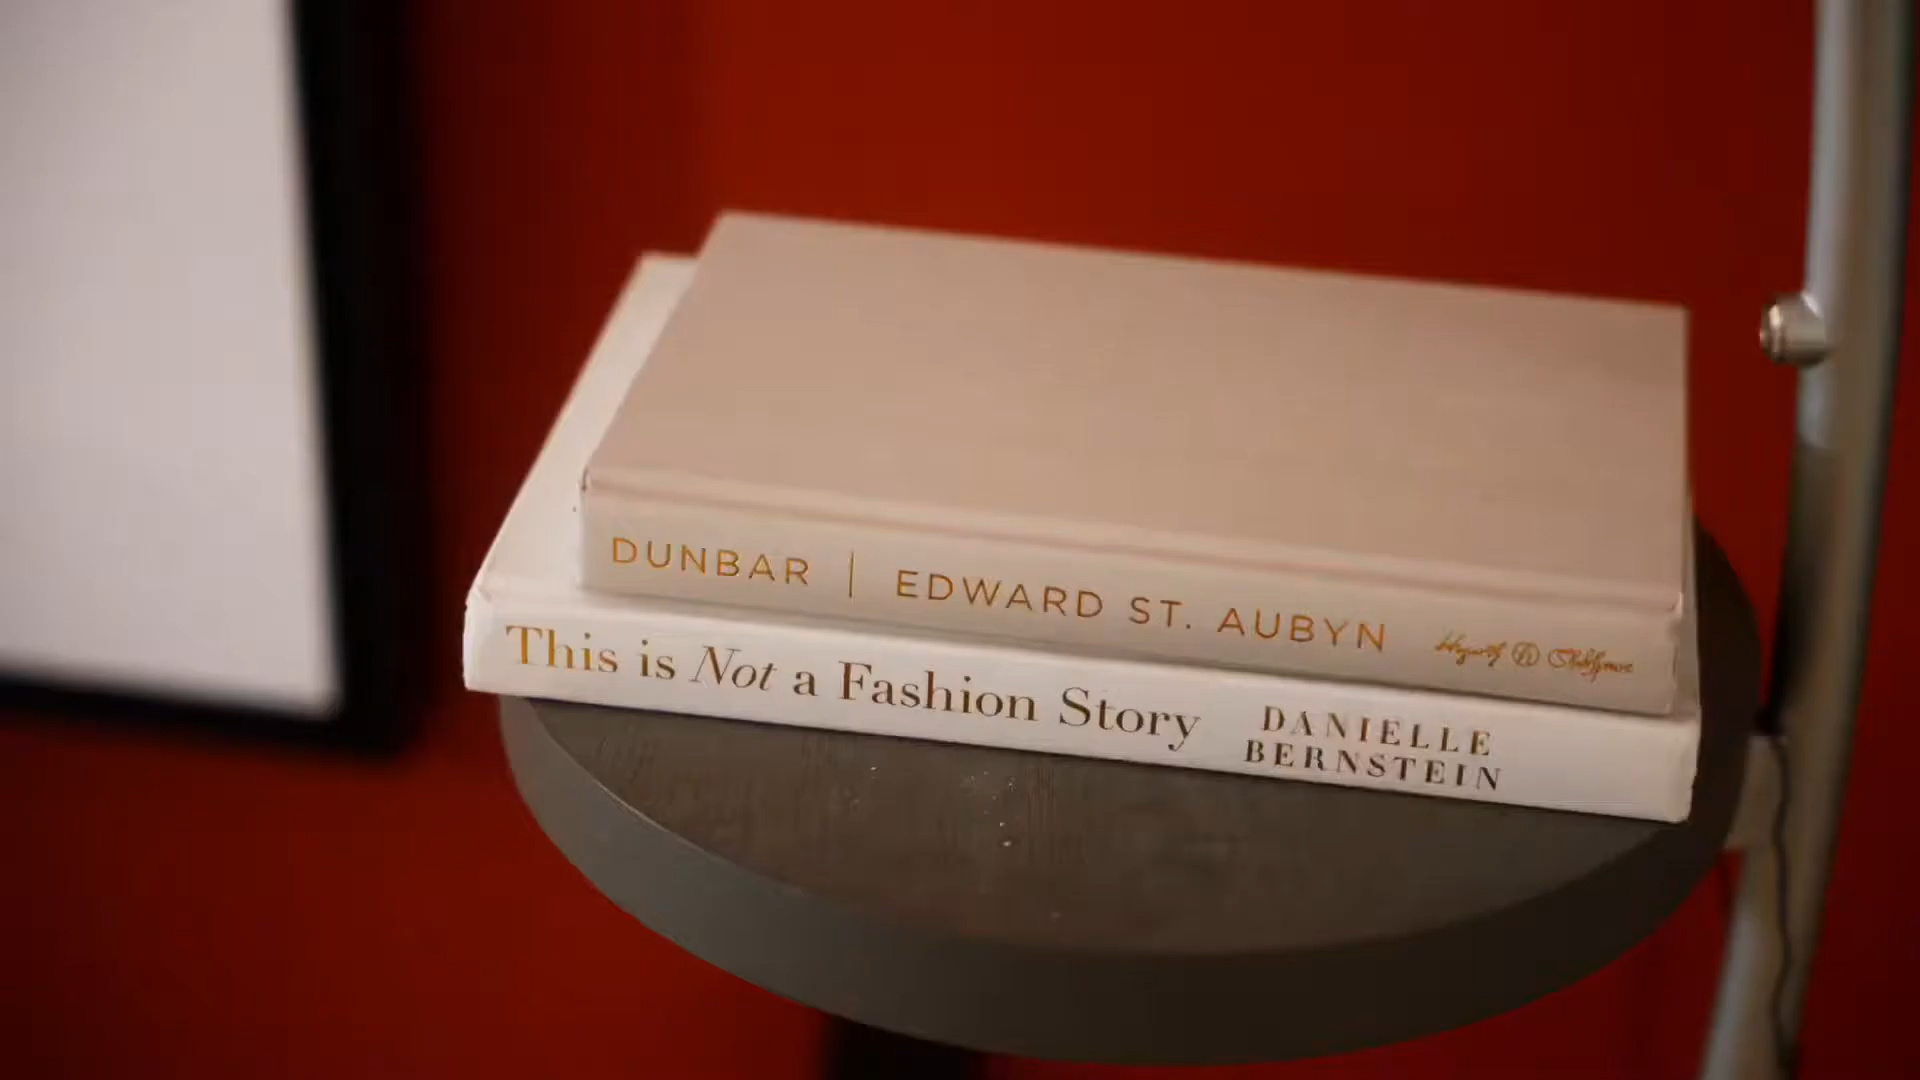 DUNBAR | EDWARD ST. AUBYN
This is Not a Fashion Story
DANIELLE
BERNSTEIN